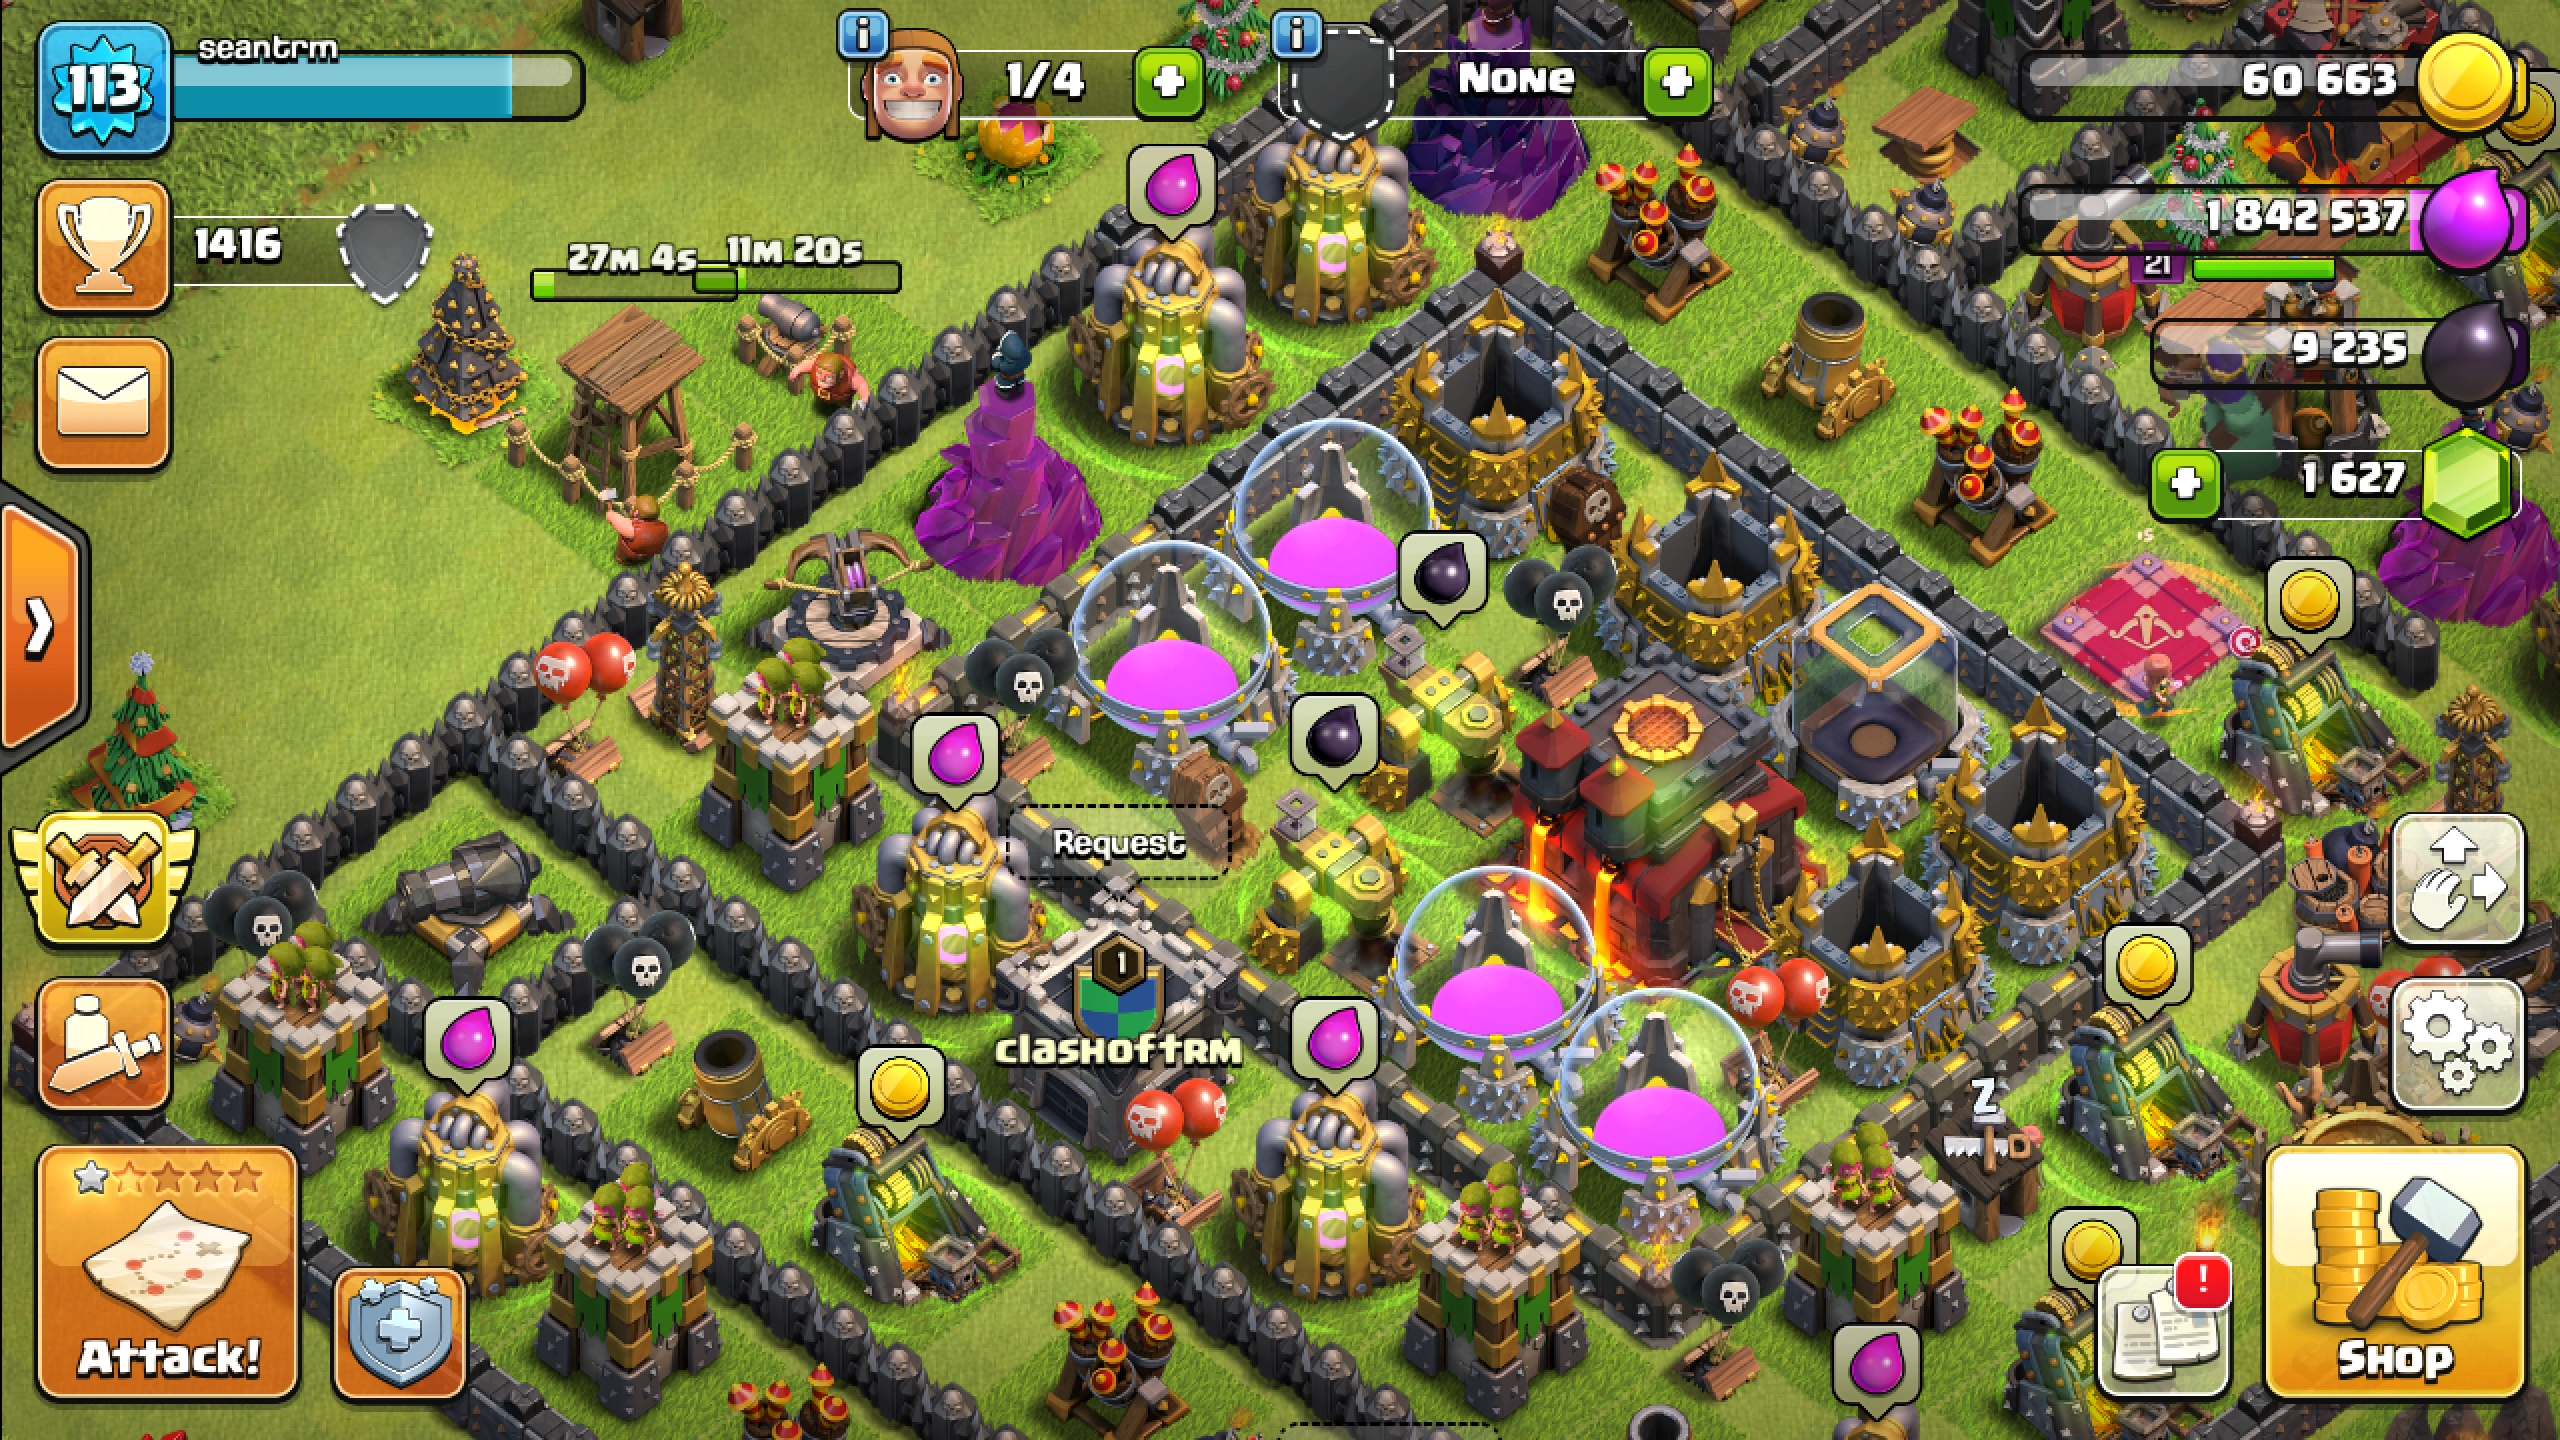 113
seantrm
1/4
None
60 663
1416
27m 4s
11m 20s
1 842 537
21
9 235
1 627
15
Request
1
clashoftrm
Z
!
Attack!
Shop